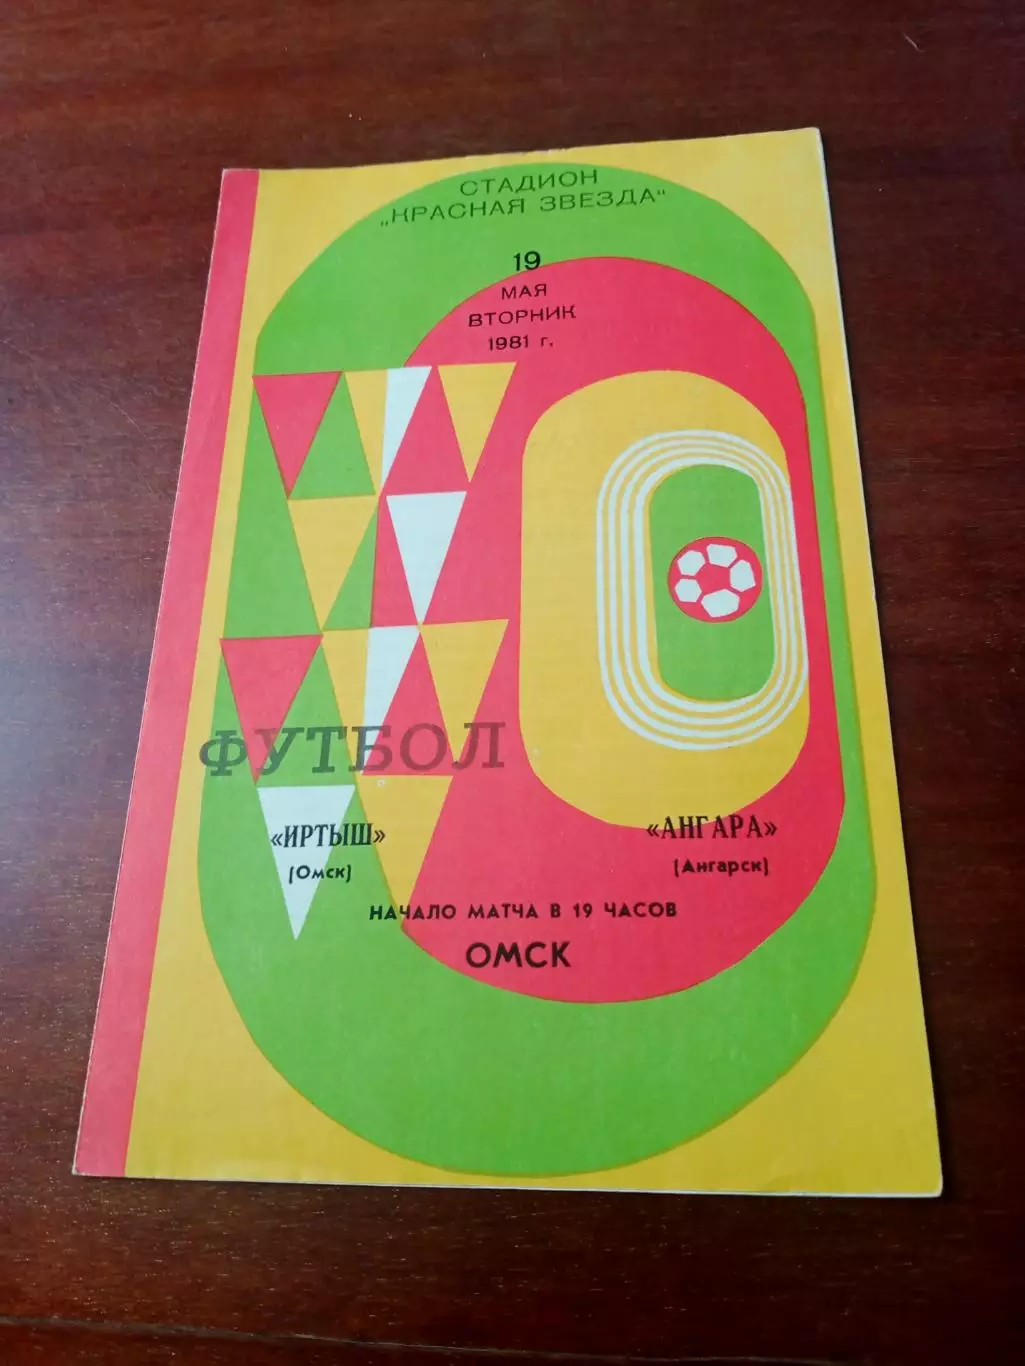 СТАДИОН
„КРАСНАЯ ЗВЕЗДА“
19
МАЯ
ВТОРНИК
1981 г.
ФУТБОЛ
«ИРТЫШ» «АНГАРА»
(Омск) (Ангарск)
НАЧАЛО МАТЧА В 19 ЧАСОВ
ОМСК